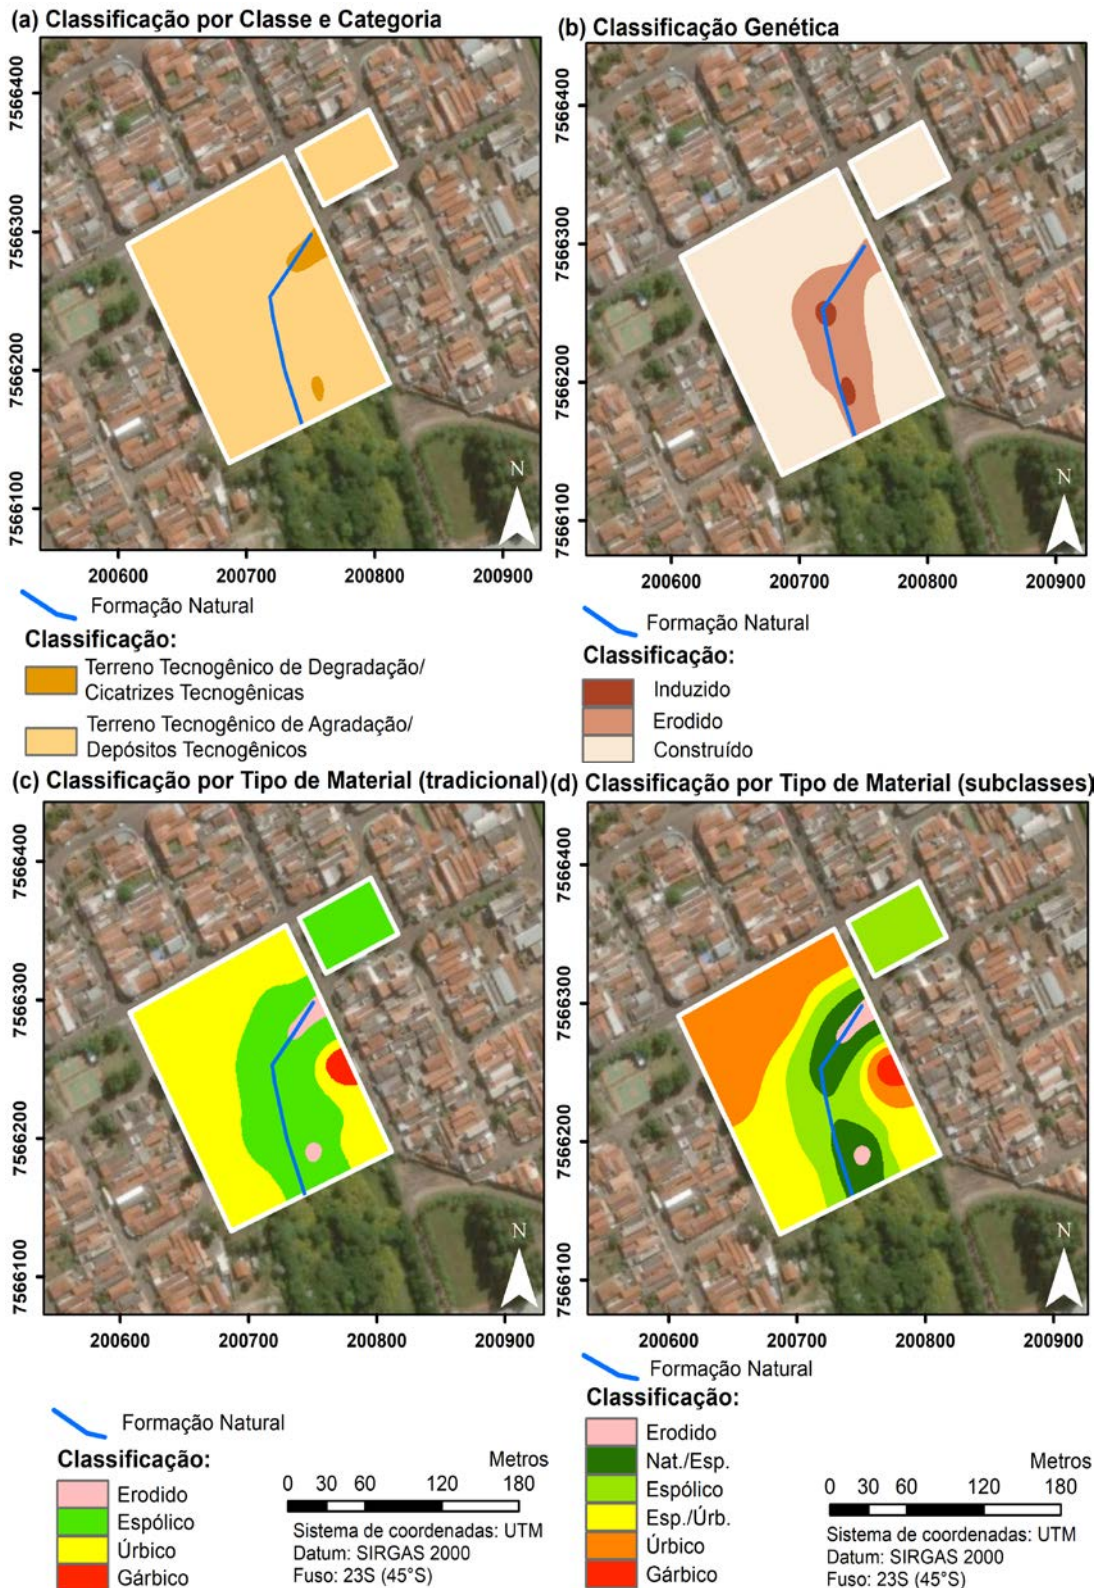 (a) Classificação por Classe e Categoria
7566400
7566300
7566200
7566100
N
200600 200700 200800 200900
Formação Natural
Classificação:
Terreno Tecnogênico de Degradação/
Cicatrizes Tecnogênicas
Terreno Tecnogênico de Agradação/
Depósitos Tecnogênicos
(b) Classificação Genética
7566400
7566300
7566200
7566100
N
200600 200700 200800 200900
Formação Natural
Classificação:
Induzido
Erodido
Construído
(c) Classificação por Tipo de Material (tradicional)
7566400
7566300
7566200
7566100
N
200600 200700 200800 200900
Formação Natural
Classificação:
Erodido
Espólico
Úrbico
Gárbico
Metros
0 30 60 120 180
Sistema de coordenadas: UTM
Datum: SIRGAS 2000
Fuso: 23S (45°S)
(d) Classificação por Tipo de Material (subclasses)
7566400
7566300
7566200
7566100
N
200600 200700 200800 200900
Formação Natural
Classificação:
Erodido
Nat./Esp.
Espólico
Esp./Úrb.
Úrbico
Gárbico
Metros
0 30 60 120 180
Sistema de coordenadas: UTM
Datum: SIRGAS 2000
Fuso: 23S (45°S)